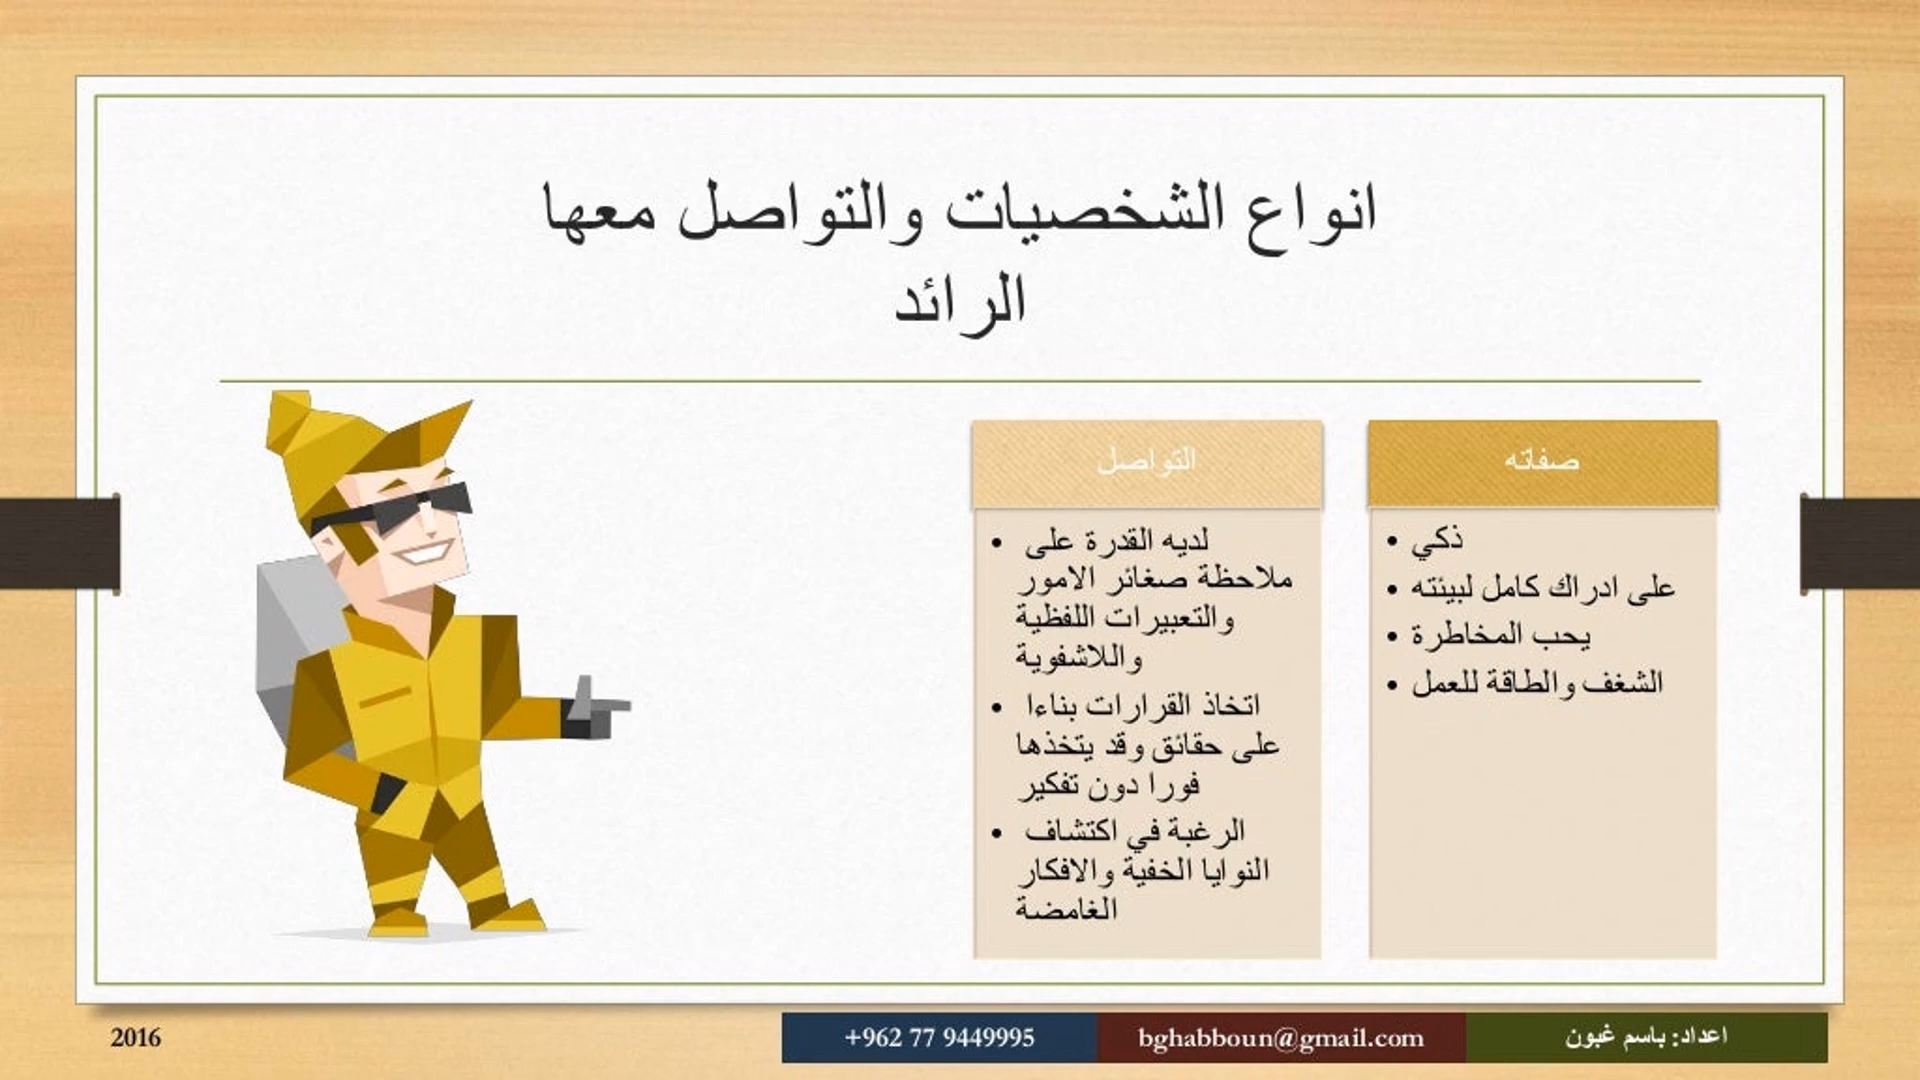 انواع الشخصيات والتواصل معها
الرائد
صفاته
• ذكي
• على ادراك كامل لبيئته
• يحب المخاطرة
• الشغف والطاقة للعمل
التواصل
• لديه القدرة على
ملاحظة صغائر الامور
والتعبيرات اللفظية
واللاشفوية
• اتخاذ القرارات بناءا
على حقائق وقد يتخذها
فورا دون تفكير
• الرغبة في اكتشاف
النوايا الخفية والافكار
الغامضة
اعداد: باسم غبون
bghabboun@gmail.com
+962 77 9449995
2016